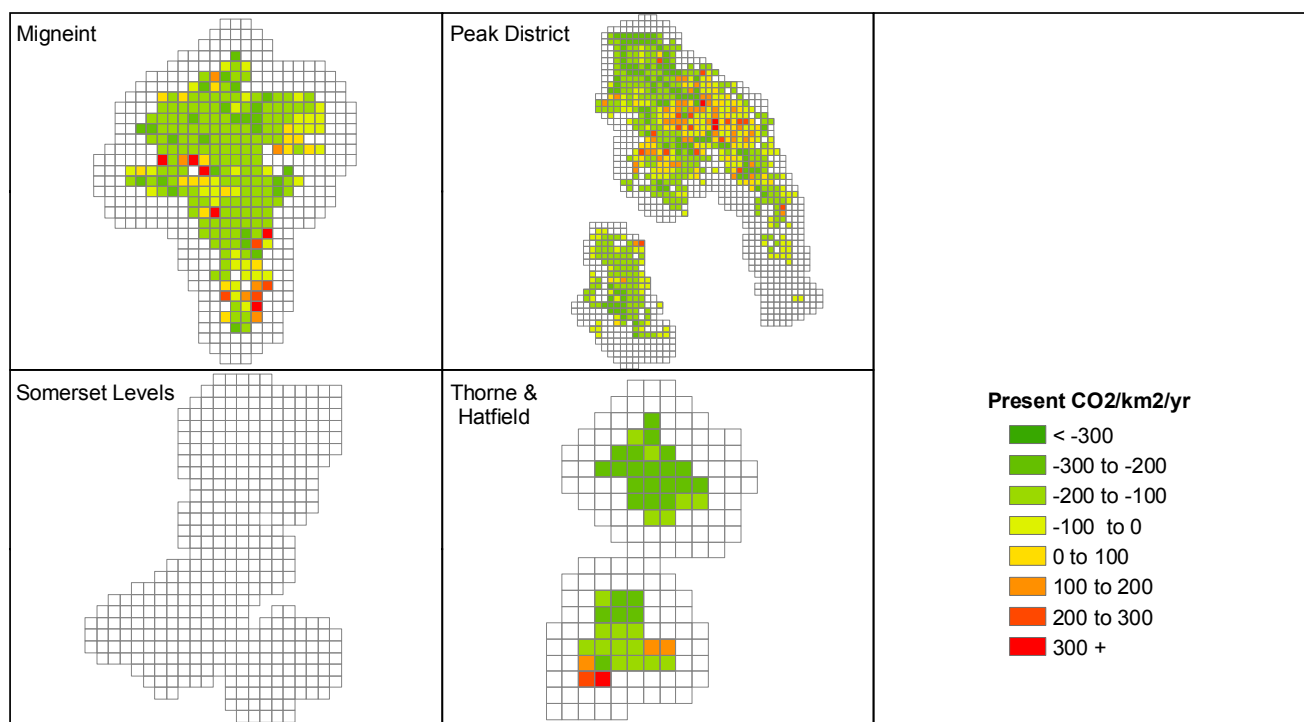 Migneint
Peak District
Somerset Levels
Thorne &
Hatfield
Present CO2/km2/yr
< -300
-300 to -200
-200 to -100
-100 to 0
0 to 100
100 to 200
200 to 300
300 +